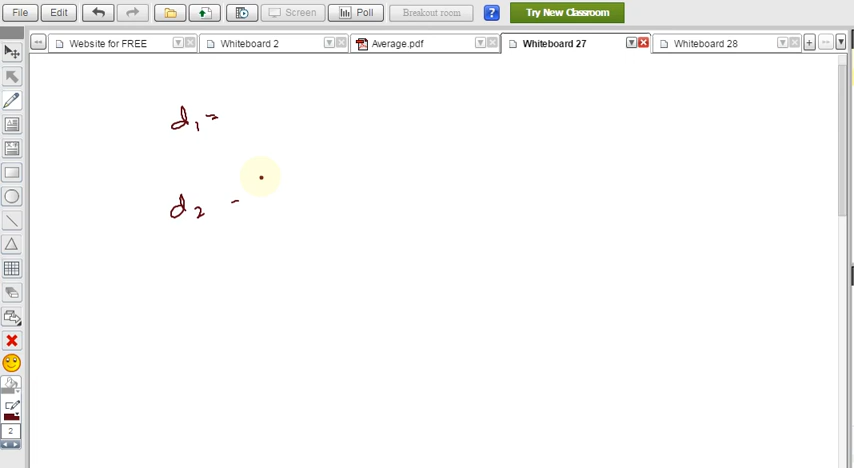 File Edit Screen Poll Breakout room ? Try New Classroom
Website for FREE Whiteboard 2 Average.pdf Whiteboard 27 Whiteboard 28
d₁=
d₂ -
2